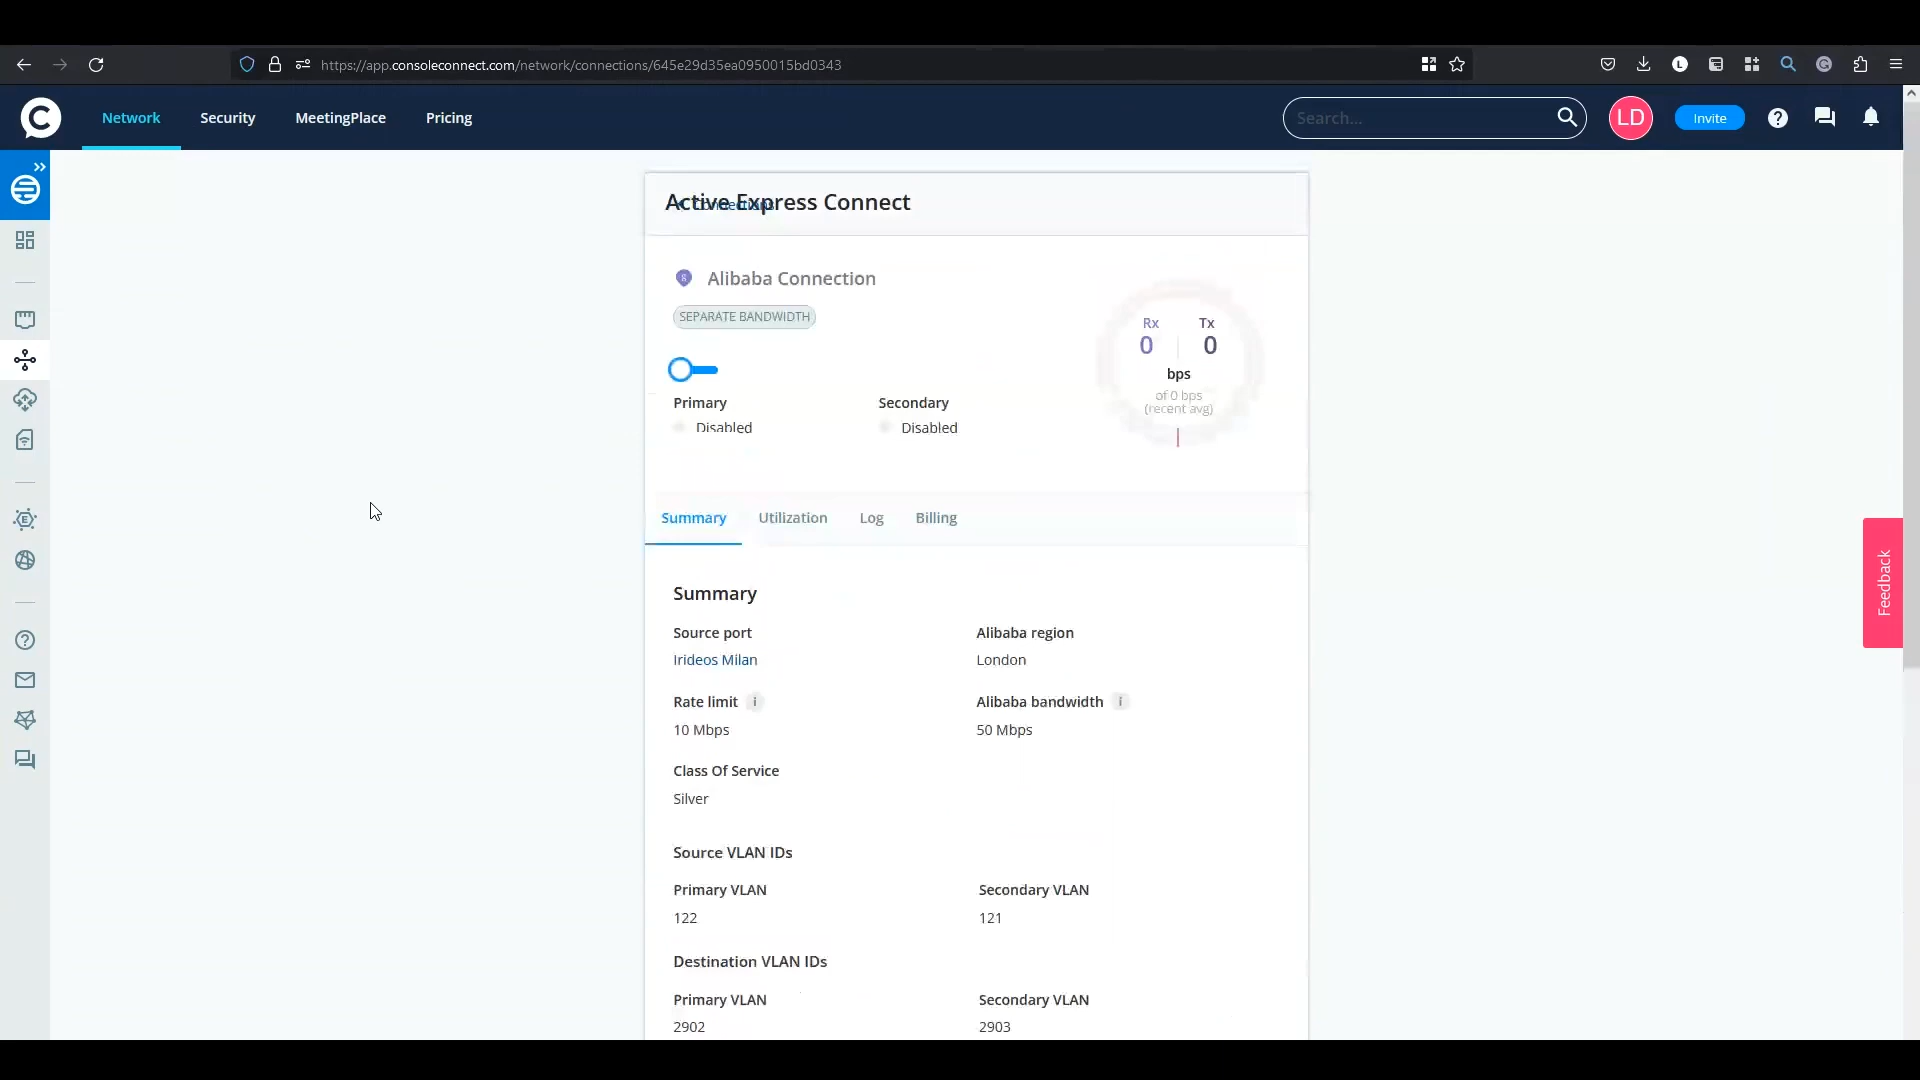 https://app.consoleconnect.com/network/connections/645e29d35ea0950015bd0343
Network Security MeetingPlace Pricing Search... LD Invite
Active Express Connect
Connections
Alibaba Connection
SEPARATE BANDWIDTH
Rx Tx
0 0
bps
of 0 bps
(recent avg)
Primary Secondary
Disabled Disabled
Summary Utilization Log Billing
Summary
Source port Alibaba region
Irideos Milan London
Rate limit i Alibaba bandwidth i
10 Mbps 50 Mbps
Class Of Service
Silver
Source VLAN IDs
Primary VLAN Secondary VLAN
122 121
Destination VLAN IDs
Primary VLAN Secondary VLAN
2902 2903
Feedback